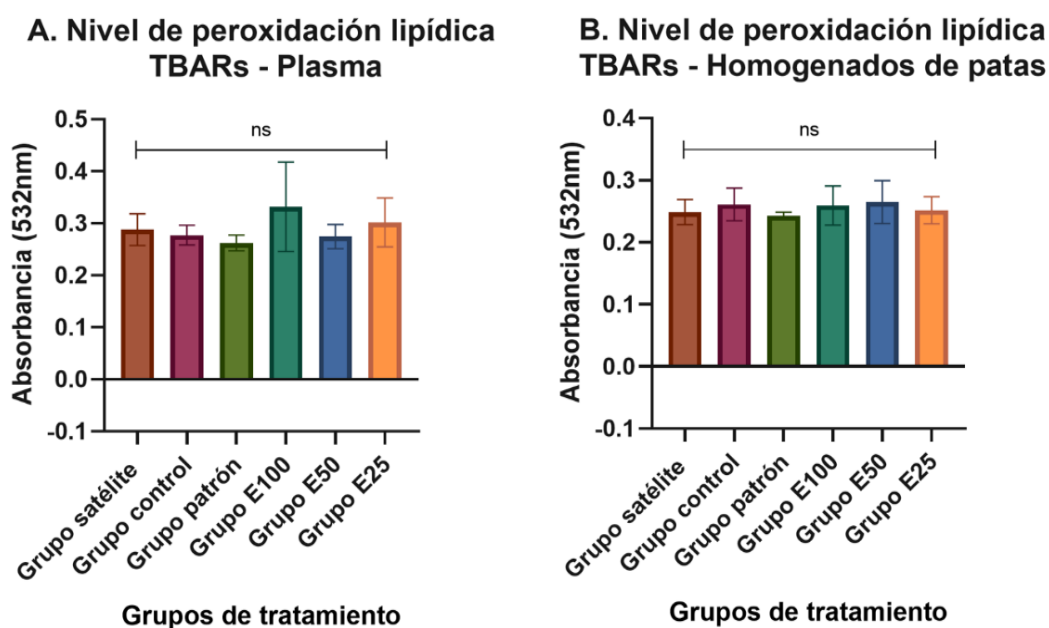 A. Nivel de peroxidación lipídica
TBARs - Plasma
Absorbancia (532nm)
0.5
0.4
0.3
0.2
0.1
0.0
-0.1
ns
Grupo satélite
Grupo control
Grupo patrón
Grupo E100
Grupo E50
Grupo E25
Grupos de tratamiento
B. Nivel de peroxidación lipídica
TBARs - Homogenados de patas
Absorbancia (532nm)
0.4
0.3
0.2
0.1
0.0
-0.1
ns
Grupo satélite
Grupo control
Grupo patrón
Grupo E100
Grupo E50
Grupo E25
Grupos de tratamiento